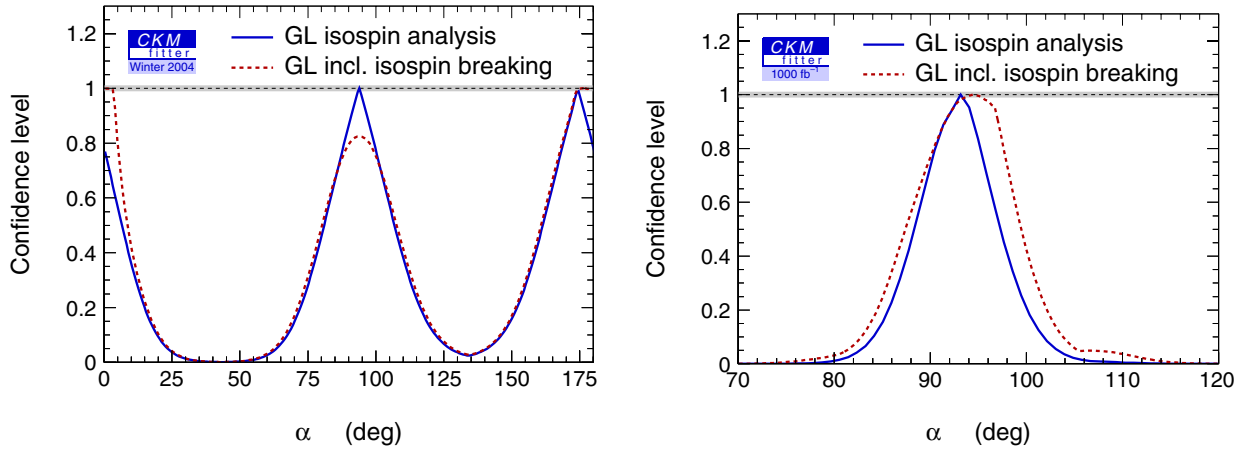 CKM
fitter
Winter 2004
GL isospin analysis
GL incl. isospin breaking
Confidence level
1.2
1
0.8
0.6
0.4
0.2
0
0 25 50 75 100 125 150 175
α (deg)
CKM
fitter
1000 fb⁻¹
GL isospin analysis
GL incl. isospin breaking
Confidence level
1.2
1
0.8
0.6
0.4
0.2
0
70 80 90 100 110 120
α (deg)